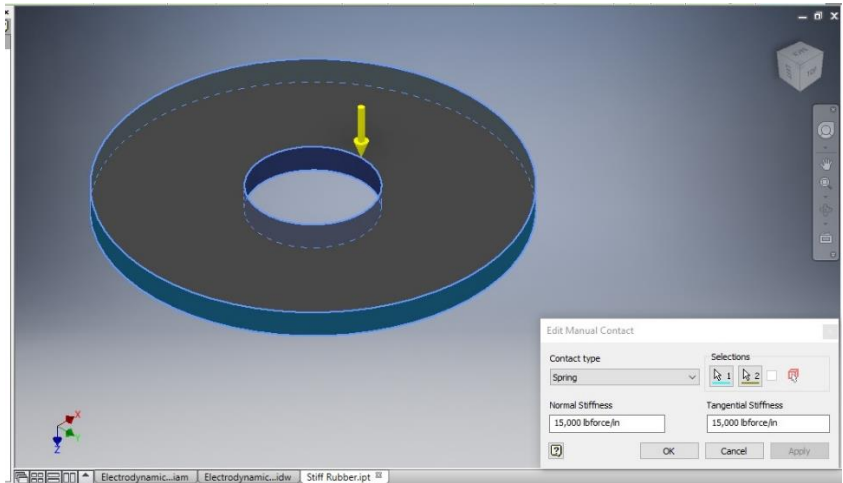 X
Y
Z
Edit Manual Contact
Contact type
Selections
Spring
1
2
Normal Stiffness
Tangential Stiffness
15,000 lbforce/in
15,000 lbforce/in
OK
Cancel
Apply
Electrodynamic...iam
Electrodynamic...idw
Stiff Rubber.ipt